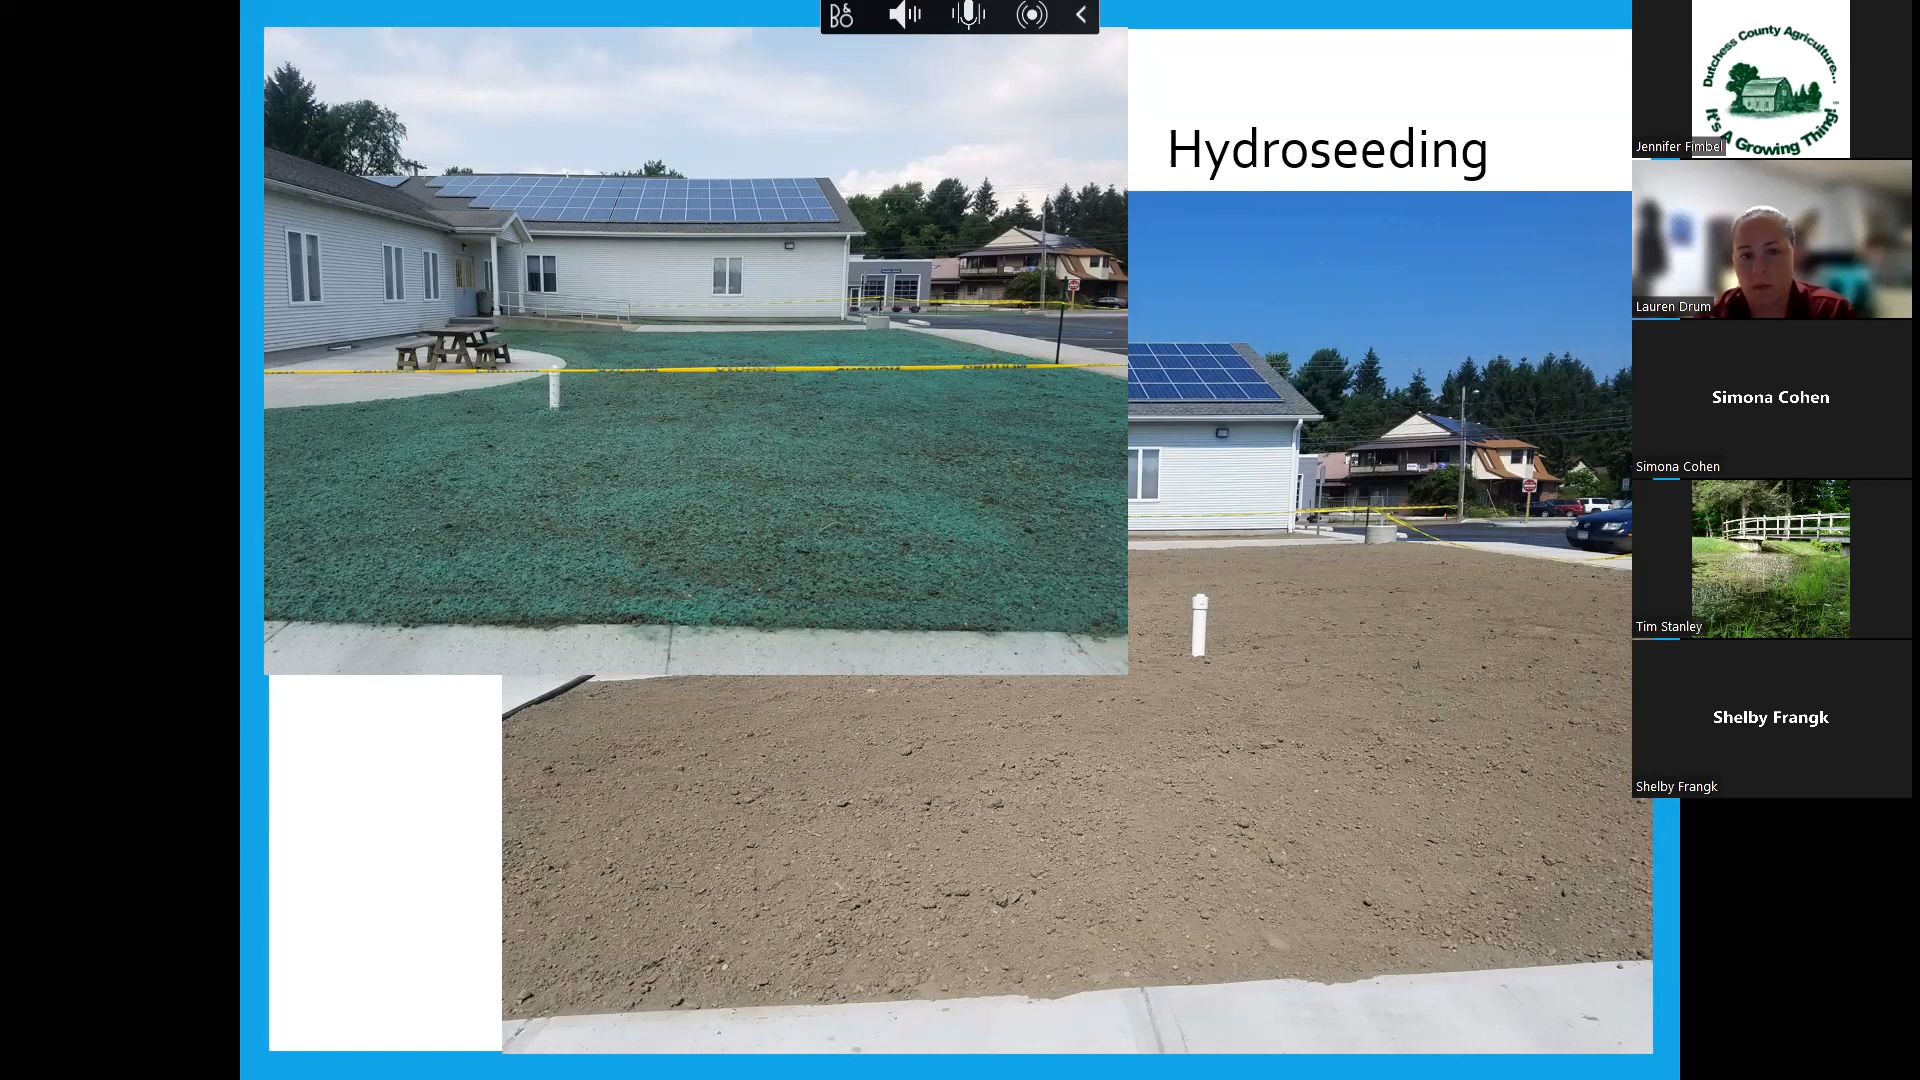 B&O
Hydroseeding
Dutchess County Agriculture...
It's A Growing Thing!
Jennifer Fimbel
Lauren Drum
Simona Cohen
Simona Cohen
Tim Stanley
Shelby Frangk
Shelby Frangk